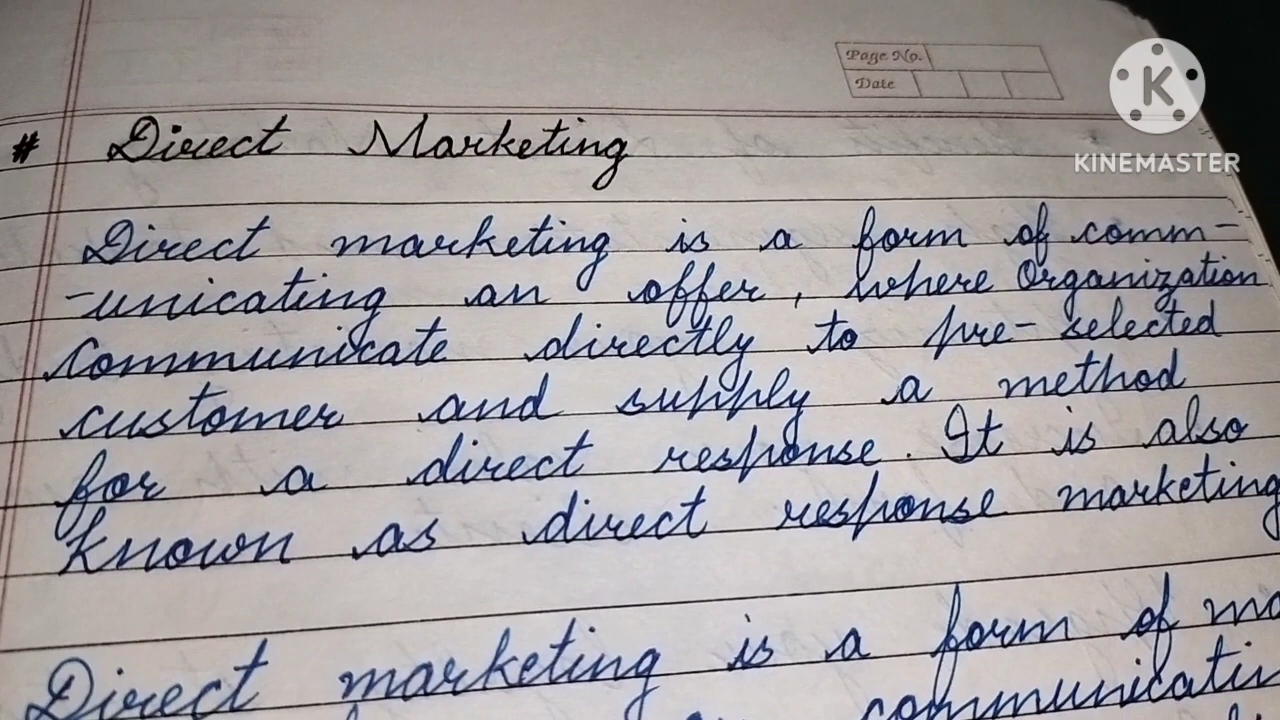 Page No.
Date
K
KINEMASTER
# Direct Marketing
Direct marketing is a form of comm-
-unicating an offer, where Organization
communicate directly to pre-selected
customer and supply a method
for a direct response. It is also
known as direct response marketing
Direct marketing is a form of
communicatin